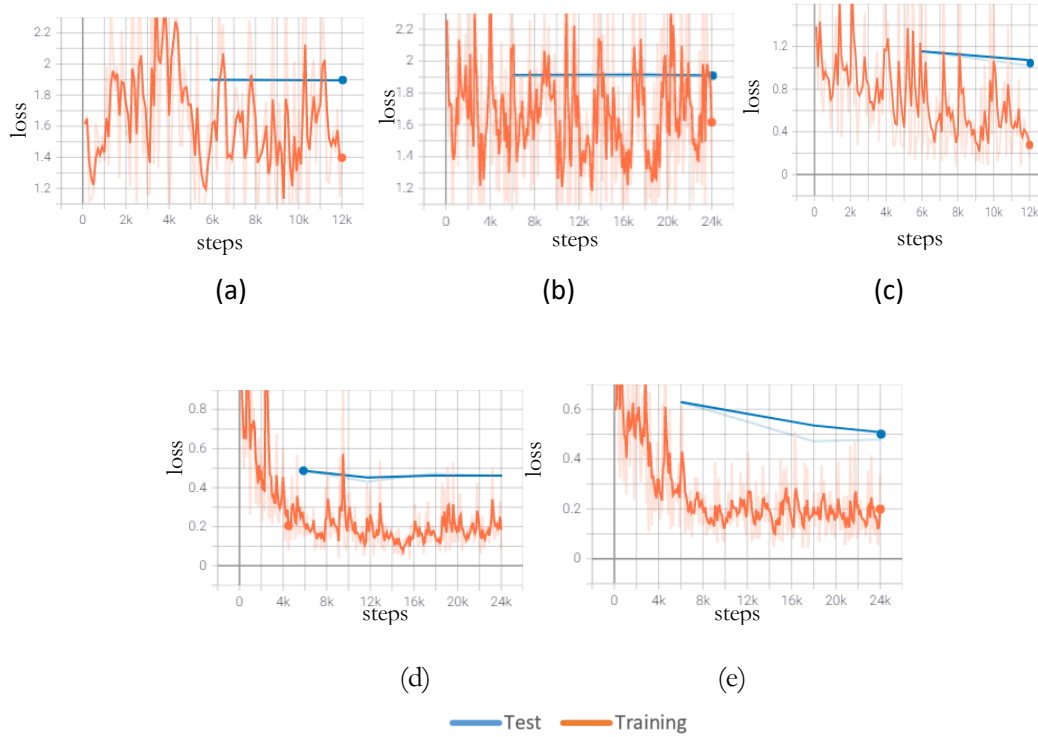 2.2
2
1.8
1.6
1.4
1.2
loss
0 2k 4k 6k 8k 10k 12k
steps
(a)
2.2
2
1.8
1.6
1.4
1.2
loss
0 4k 8k 12k 16k 20k 24k
steps
(b)
1.2
0.8
0.4
0
loss
0 2k 4k 6k 8k 10k 12k
steps
(c)
0.8
0.6
0.4
0.2
0
loss
0 4k 8k 12k 16k 20k 24k
steps
(d)
0.6
0.4
0.2
0
loss
0 4k 8k 12k 16k 20k 24k
steps
(e)
Test Training